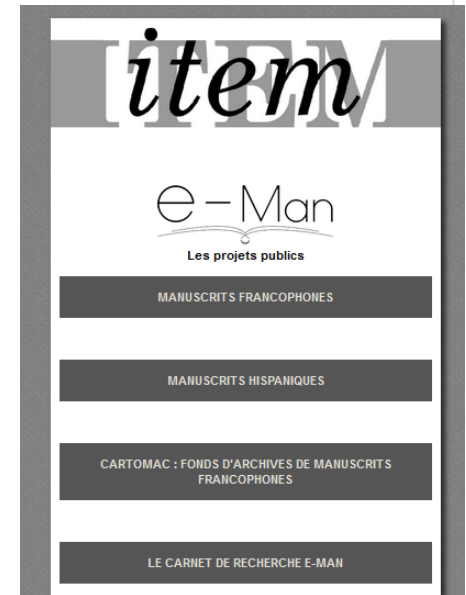 [ITEM]
item
e-Man
Les projets publics
MANUSCRITS FRANCOPHONES
MANUSCRITS HISPANIQUES
CARTOMAC : FONDS D'ARCHIVES DE MANUSCRITS
FRANCOPHONES
LE CARNET DE RECHERCHE E-MAN